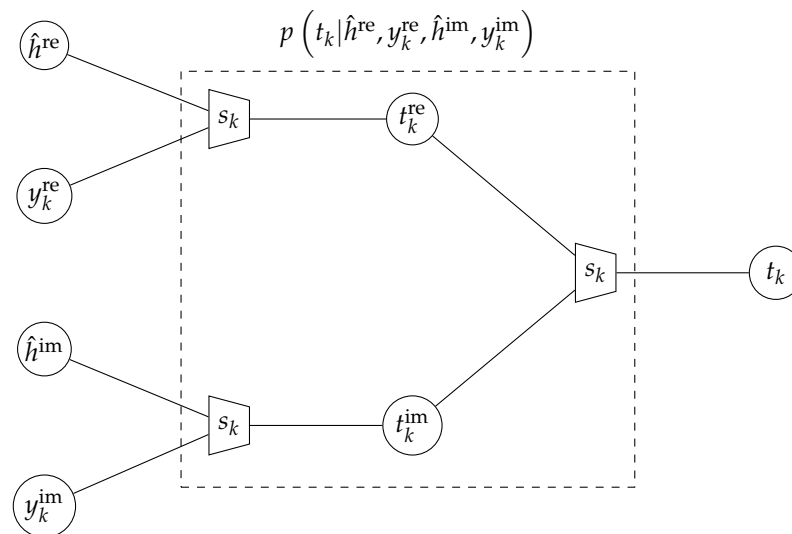 p (t_k|ĥ^re, y_k^re, ĥ^im, y_k^im)
ĥ^re
s_k
t_k^re
y_k^re
s_k
t_k
ĥ^im
s_k
t_k^im
y_k^im